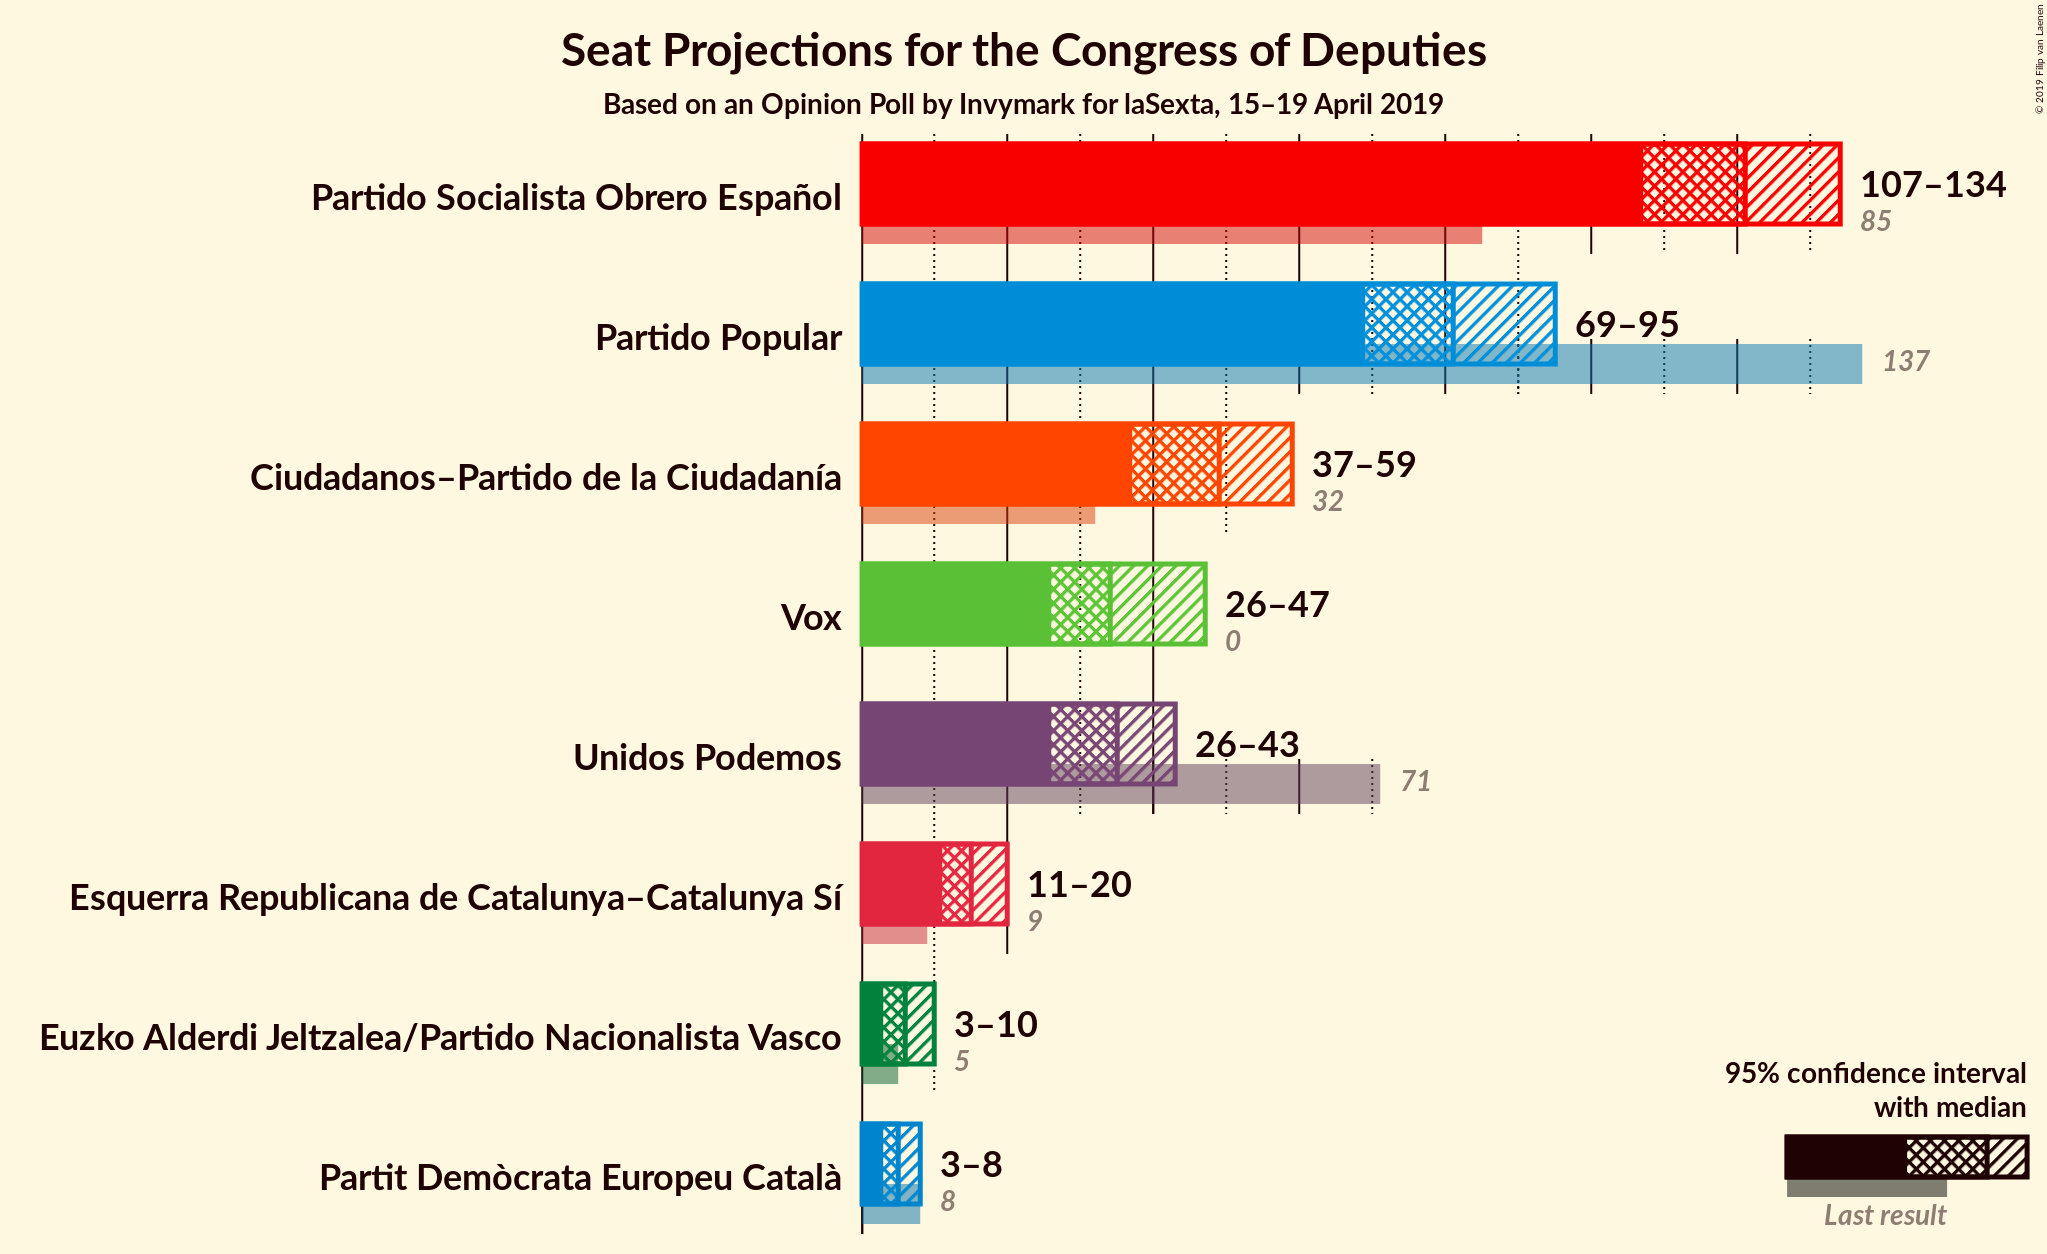 Seat Projections for the Congress of Deputies
Based on an Opinion Poll by Invymark for laSexta, 15–19 April 2019
© 2019 Filip van Laenen
Partido Socialista Obrero Español
107–134
85
Partido Popular
69–95
137
Ciudadanos–Partido de la Ciudadanía
37–59
32
Vox
26–47
0
Unidos Podemos
26–43
71
Esquerra Republicana de Catalunya–Catalunya Sí
11–20
9
Euzko Alderdi Jeltzalea/Partido Nacionalista Vasco
3–10
5
Partit Demòcrata Europeu Català
3–8
8
95% confidence interval
with median
Last result